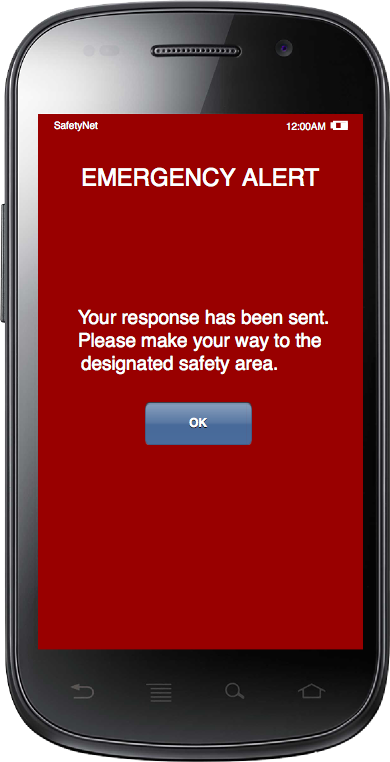 SafetyNet 12:00AM
EMERGENCY ALERT
Your response has been sent.
Please make your way to the
designated safety area.
OK